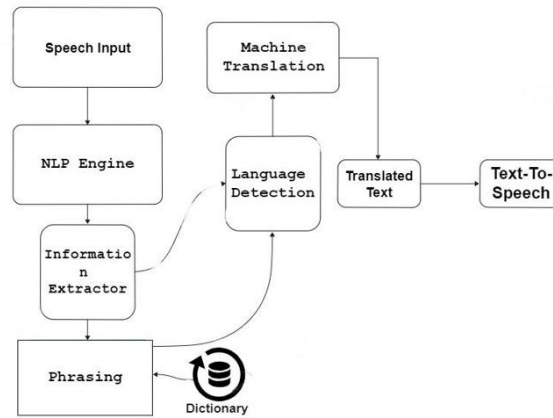 Speech Input
NLP Engine
Informatio
n
Extractor
Phrasing
Dictionary
Language
Detection
Machine
Translation
Translated
Text
Text-To-
Speech